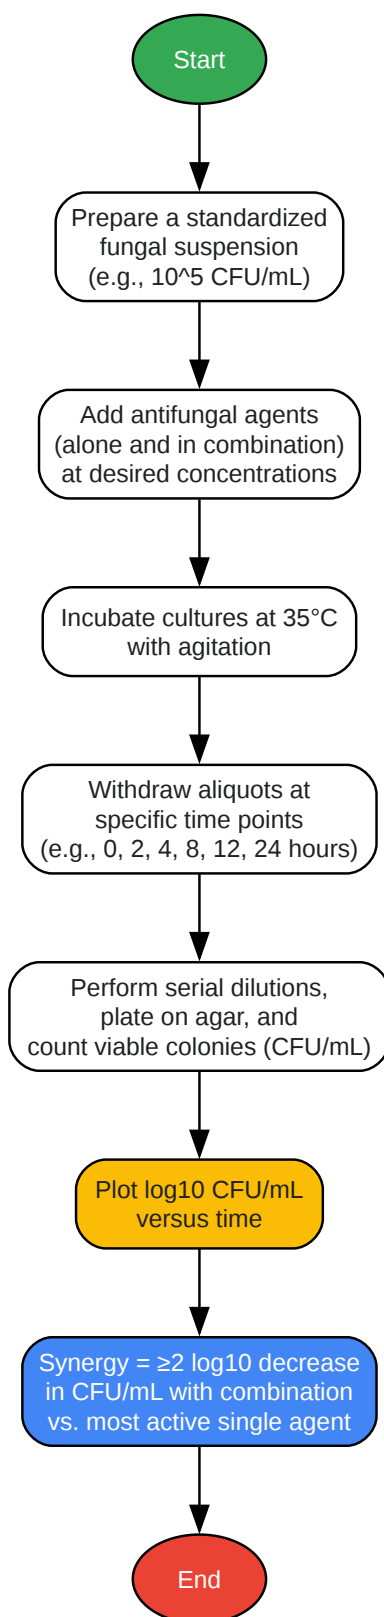 Start
Prepare a standardized
fungal suspension
(e.g., 10^5 CFU/mL)
Add antifungal agents
(alone and in combination)
at desired concentrations
Incubate cultures at 35°C
with agitation
Withdraw aliquots at
specific time points
(e.g., 0, 2, 4, 8, 12, 24 hours)
Perform serial dilutions,
plate on agar, and
count viable colonies (CFU/mL)
Plot log10 CFU/mL
versus time
Synergy = ≥2 log10 decrease
in CFU/mL with combination
vs. most active single agent
End